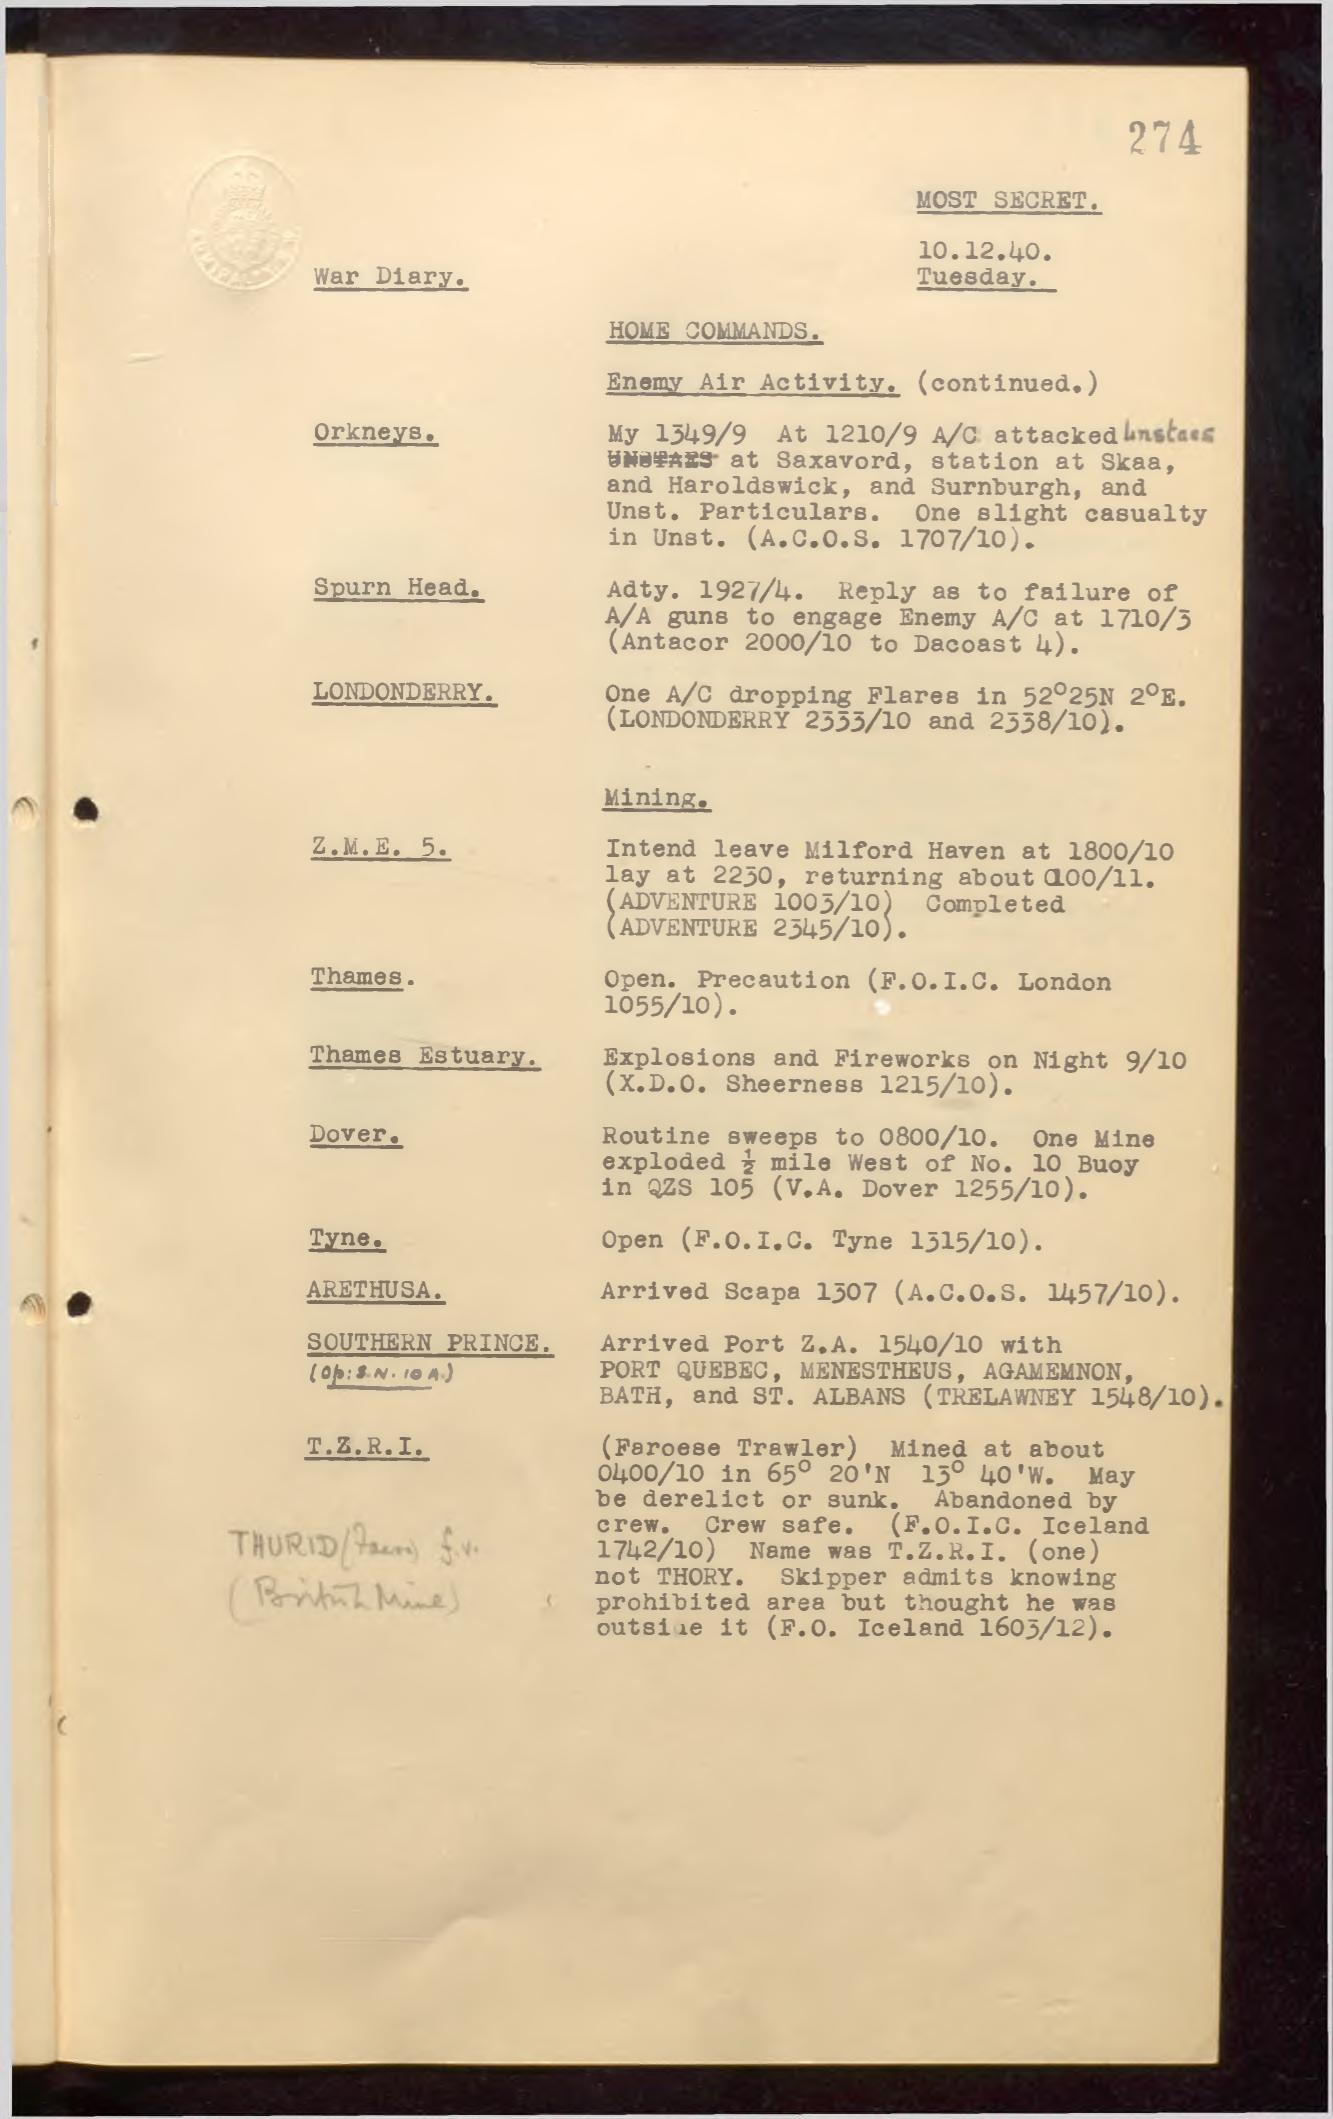 274
MOST SECRET.
10.12.40.
War Diary.
Tuesday.
HOME COMMANDS.
Enemy Air Activity. (continued.)
Orkneys. My 1349/9 At 1210/9 A/C attacked Unstaes
UNSTAES at Saxavord, station at Skaa,
and Haroldswick, and Surnburgh, and
Unst. Particulars. One slight casualty
in Unst. (A.C.O.S. 1707/10).
Spurn Head. Adty. 1927/4. Reply as to failure of
A/A guns to engage Enemy A/C at 1710/3
(Antacor 2000/10 to Dacoast 4).
LONDONDERRY. One A/C dropping Flares in 52°25N 2°E.
(LONDONDERRY 2333/10 and 2338/10).
Mining.
Z.M.E. 5. Intend leave Milford Haven at 1800/10
lay at 2230, returning about 0100/11.
(ADVENTURE 1003/10) Completed
(ADVENTURE 2345/10).
Thames. Open. Precaution (F.O.I.C. London
1055/10).
Thames Estuary. Explosions and Fireworks on Night 9/10
(X.D.O. Sheerness 1215/10).
Dover. Routine sweeps to 0800/10. One Mine
exploded ½ mile West of No. 10 Buoy
in QZS 105 (V.A. Dover 1255/10).
Tyne. Open (F.O.I.C. Tyne 1315/10).
ARETHUSA. Arrived Scapa 1307 (A.C.O.S. 1457/10).
SOUTHERN PRINCE. Arrived Port Z.A. 1540/10 with
(Op: S.N. 10 A.) PORT QUEBEC, MENESTHEUS, AGAMEMNON,
BATH, and ST. ALBANS (TRELAWNEY 1548/10).
T.Z.R.I. (Faroese Trawler) Mined at about
0400/10 in 65° 20'N 13° 40'W. May
be derelict or sunk. Abandoned by
crew. Crew safe. (F.O.I.C. Iceland
THURID (Faero) f.v. 1742/10) Name was T.Z.R.I. (one)
not THORY. Skipper admits knowing
(British Mine) prohibited area but thought he was
outside it (F.O. Iceland 1603/12).